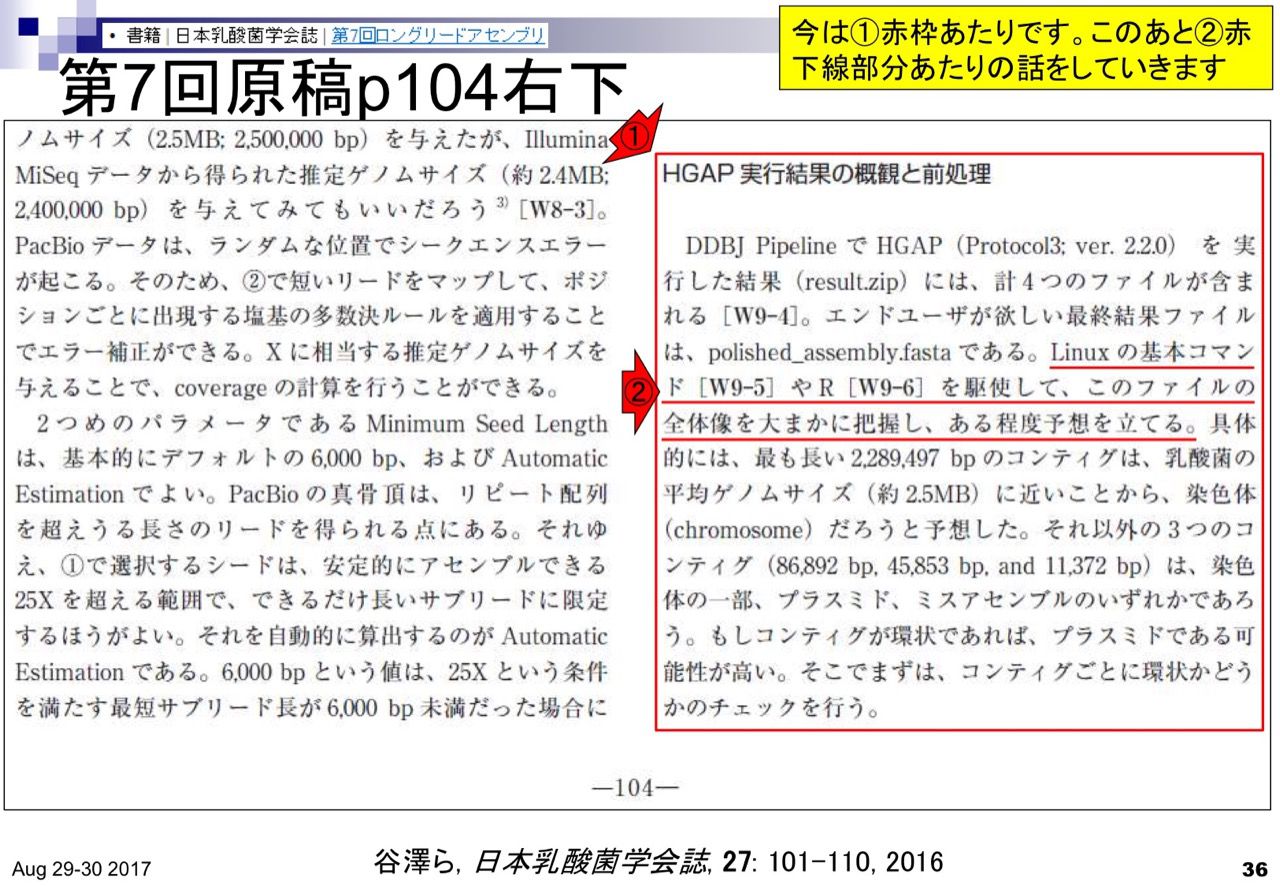 • 書籍 | 日本乳酸菌学会誌 | 第7回ロングリードアセンブリ
今は①赤枠あたりです。このあと②赤
下線部分あたりの話をしていきます
第7回原稿p104右下
ノムサイズ（2.5MB; 2,500,000 bp）を与えたが、Illumina
MiSeq データから得られた推定ゲノムサイズ（約 2.4MB;
2,400,000 bp）を与えてみてもいいだろう 3)［W8-3］。
PacBio データは、ランダムな位置でシークエンスエラー
が起こる。そのため、②で短いリードをマップして、ポジ
ションごとに出現する塩基の多数決ルールを適用すること
でエラー補正ができる。X に相当する推定ゲノムサイズを
与えることで、coverage の計算を行うことができる。
2 つめのパラメータである Minimum Seed Length
は、基本的にデフォルトの 6,000 bp、および Automatic
Estimation でよい。PacBio の真骨頂は、リピート配列
を超えうる長さのリードを得られる点にある。それゆ
え、①で選択するシードは、安定的にアセンブルできる
25X を超える範囲で、できるだけ長いサブリードに限定
するほうがよい。それを自動的に算出するのが Automatic
Estimation である。6,000 bp という値は、25X という条件
を満たす最短サブリード長が 6,000 bp 未満だった場合に
①
HGAP 実行結果の概観と前処理
DDBJ Pipeline で HGAP（Protocol3; ver. 2.2.0）を実
行した結果（result.zip）には、計 4 つのファイルが含ま
れる［W9-4］。エンドユーザが欲しい最終結果ファイル
は、polished_assembly.fasta である。Linux の基本コマン
②
ド［W9-5］や R［W9-6］を駆使して、このファイルの
全体像を大まかに把握し、ある程度予想を立てる。具体
的には、最も長い 2,289,497 bp のコンティグは、乳酸菌の
平均ゲノムサイズ（約 2.5MB）に近いことから、染色体
（chromosome）だろうと予想した。それ以外の 3 つのコ
ンティグ（86,892 bp, 45,853 bp, and 11,372 bp）は、染色
体の一部、プラスミド、ミスアセンブルのいずれかであろ
う。もしコンティグが環状であれば、プラスミドである可
能性が高い。そこでまずは、コンティグごとに環状かどう
かのチェックを行う。
—104—
Aug 29-30 2017
谷澤ら, 日本乳酸菌学会誌, 27: 101-110, 2016
36